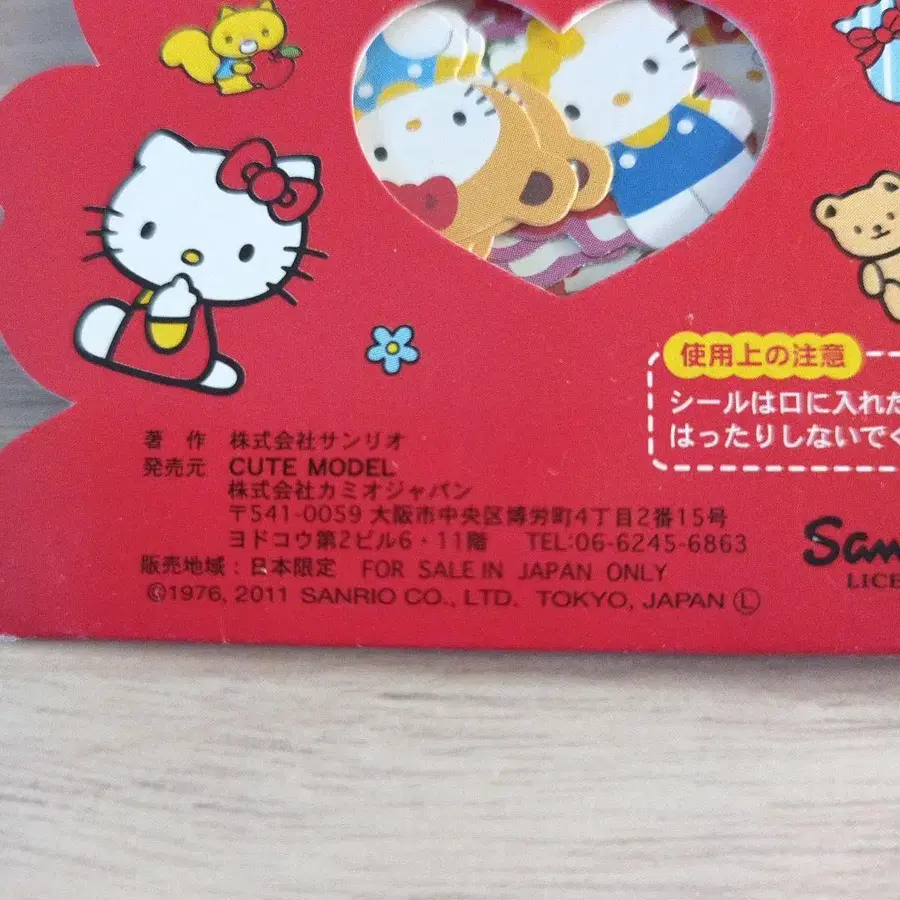 使用上の注意
シールは口に入れた
はったりしないでく
著 作 株式会社サンリオ
発売元 CUTE MODEL
株式会社カミオジャパン
〒541-0059 大阪市中央区博労町4丁目2番15号
ヨドコウ第2ビル6・11階 TEL:06-6245-6863
販売地域:日本限定 FOR SALE IN JAPAN ONLY
©1976, 2011 SANRIO CO., LTD. TOKYO, JAPAN Ⓛ
San
LICE